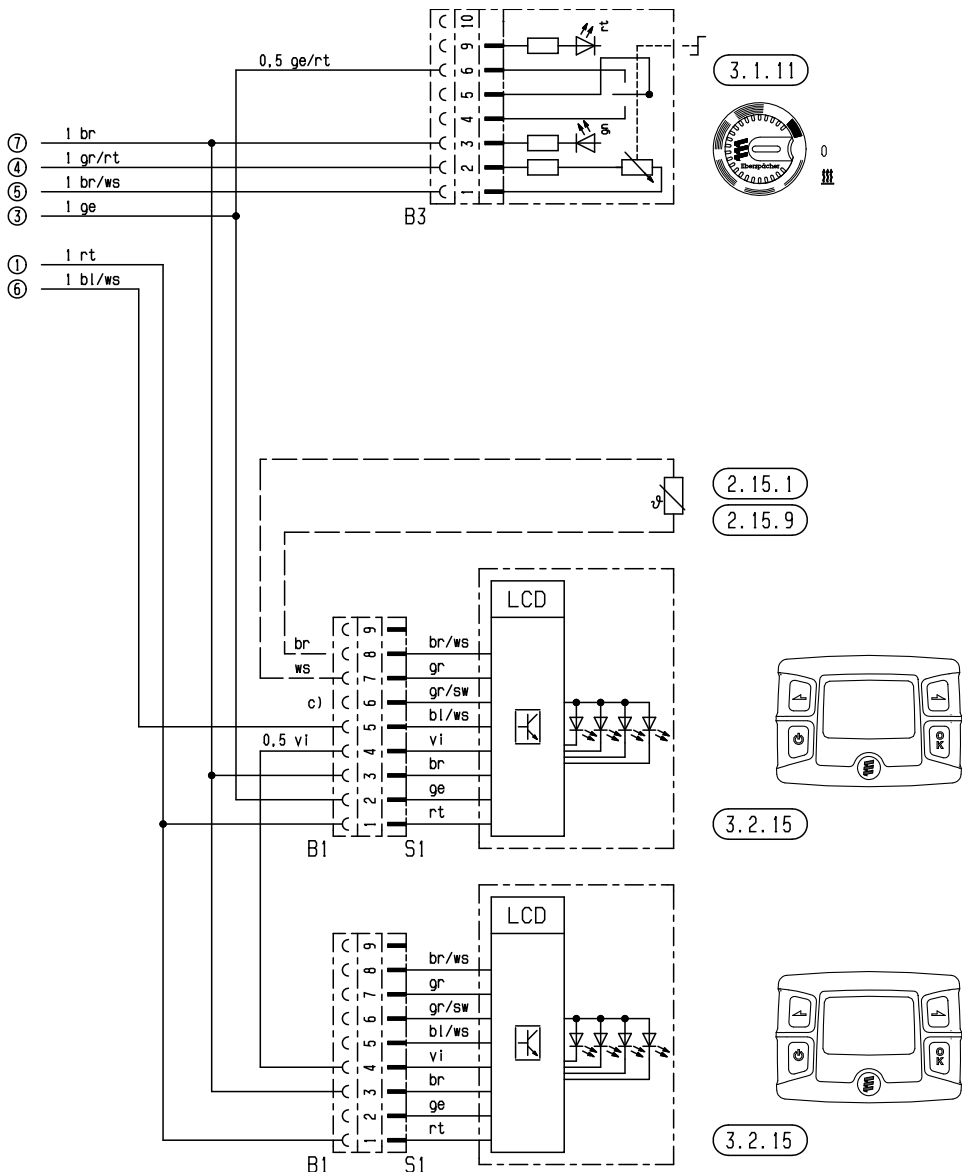 10
9
rt
0,5 ge/rt
6
3.1.11
5
4
gn
⑦ 1 br
3
Eberspächer
0
④ 1 gr/rt
2
⑤ 1 br/ws
1
③ 1 ge
B3
① 1 rt
⑥ 1 bl/ws
2.15.1
ϑ
2.15.9
LCD
9
br
8
br/ws
ws
7
gr
c)
6
gr/sw
5
bl/ws
0,5 vi
4
vi
3
br
2
ge
1
rt
OK
3.2.15
B1
S1
LCD
9
8
br/ws
7
gr
6
gr/sw
5
bl/ws
4
vi
3
br
2
ge
1
rt
OK
3.2.15
B1
S1